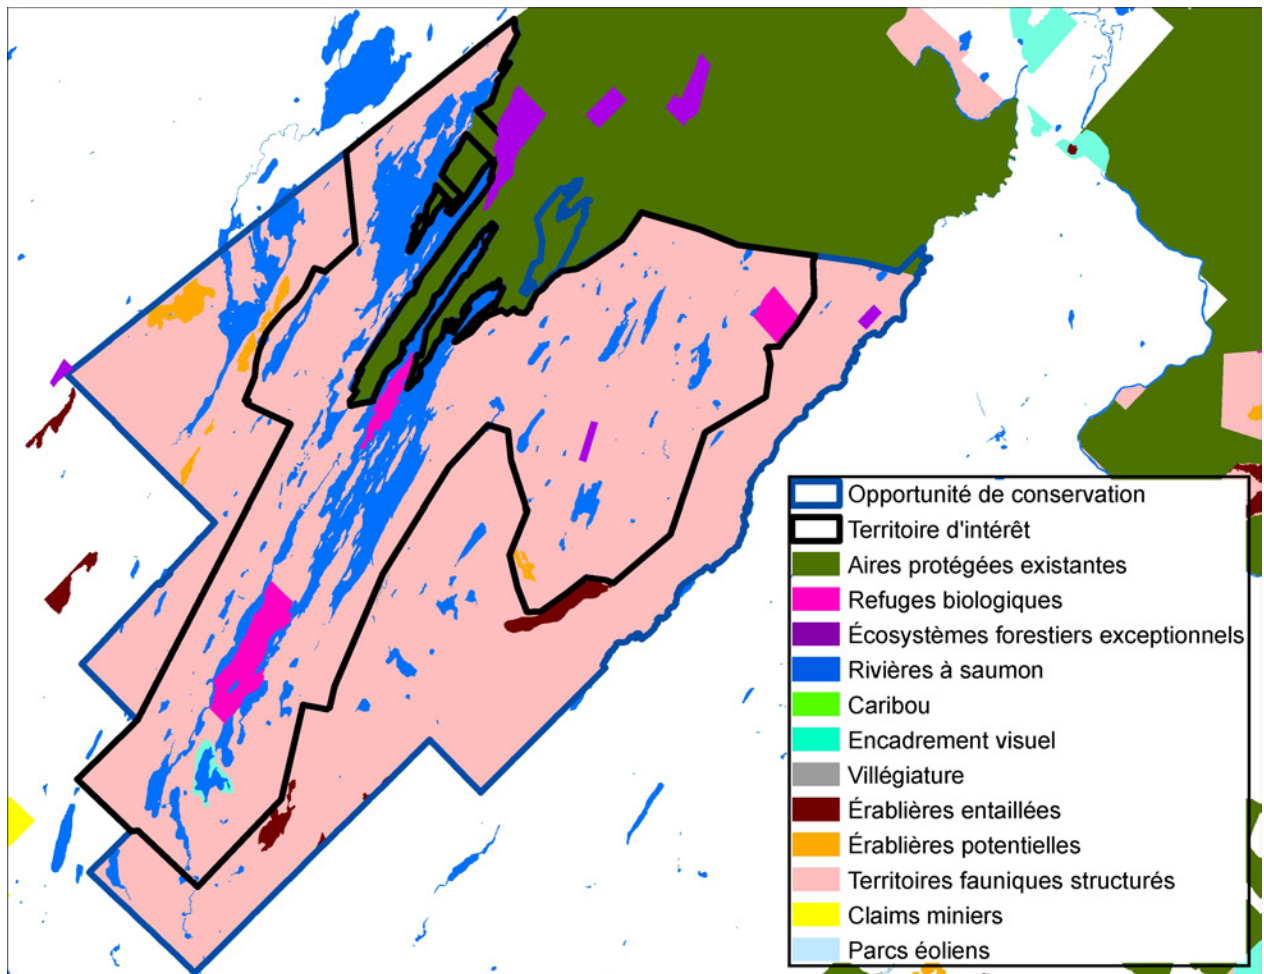 Opportunité de conservation
Territoire d'intérêt
Aires protégées existantes
Refuges biologiques
Écosystèmes forestiers exceptionnels
Rivières à saumon
Caribou
Encadrement visuel
Villégiature
Érablières entaillées
Érablières potentielles
Territoires fauniques structurés
Claims miniers
Parcs éoliens